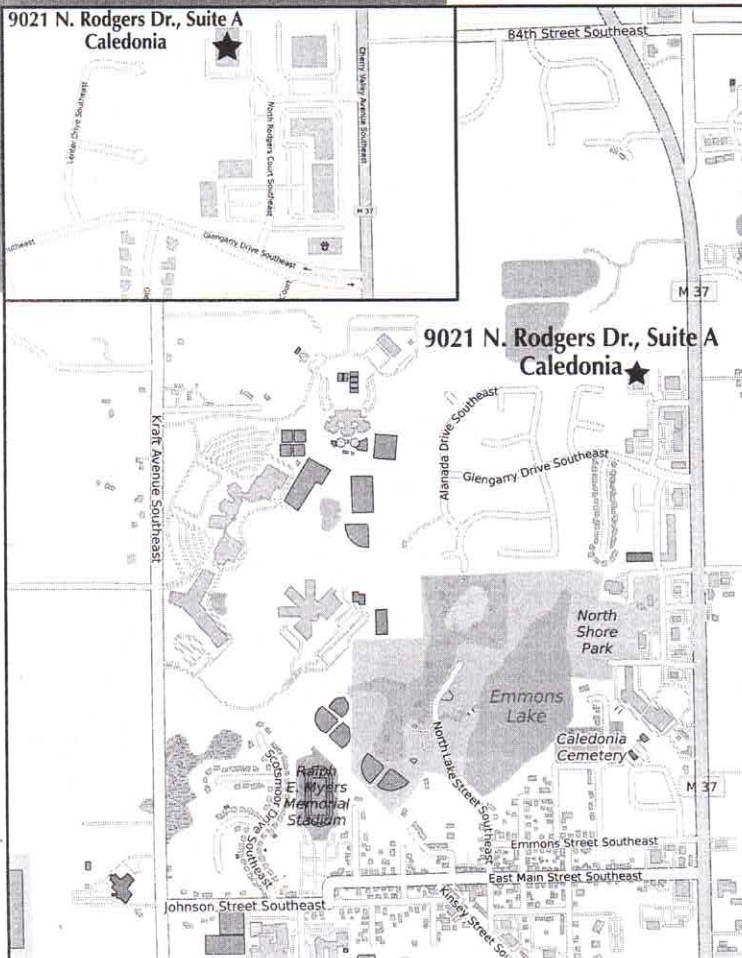 9021 N. Rodgers Dr., Suite A
Caledonia
84th Street Southeast
Cherry Valley Avenue Southeast
North Rodgers Court Southeast
Drive Southeast
M 37
Glengarry Drive Southeast
utheast
Court
M 37
9021 N. Rodgers Dr., Suite A
Caledonia
Kraft Avenue Southeast
Alanada Drive Southeast
Glengarry Drive Southeast
North
Shore
Park
Emmons
Lake
Caledonia
Cemetery
North Lake Street Southeast
Scotsmoor Drive Southeast
Ralph
E. Myers
Memorial
Stadium
M 37
Emmons Street Southeast
East Main Street Southeast
Johnson Street Southeast
Kinsey Street So